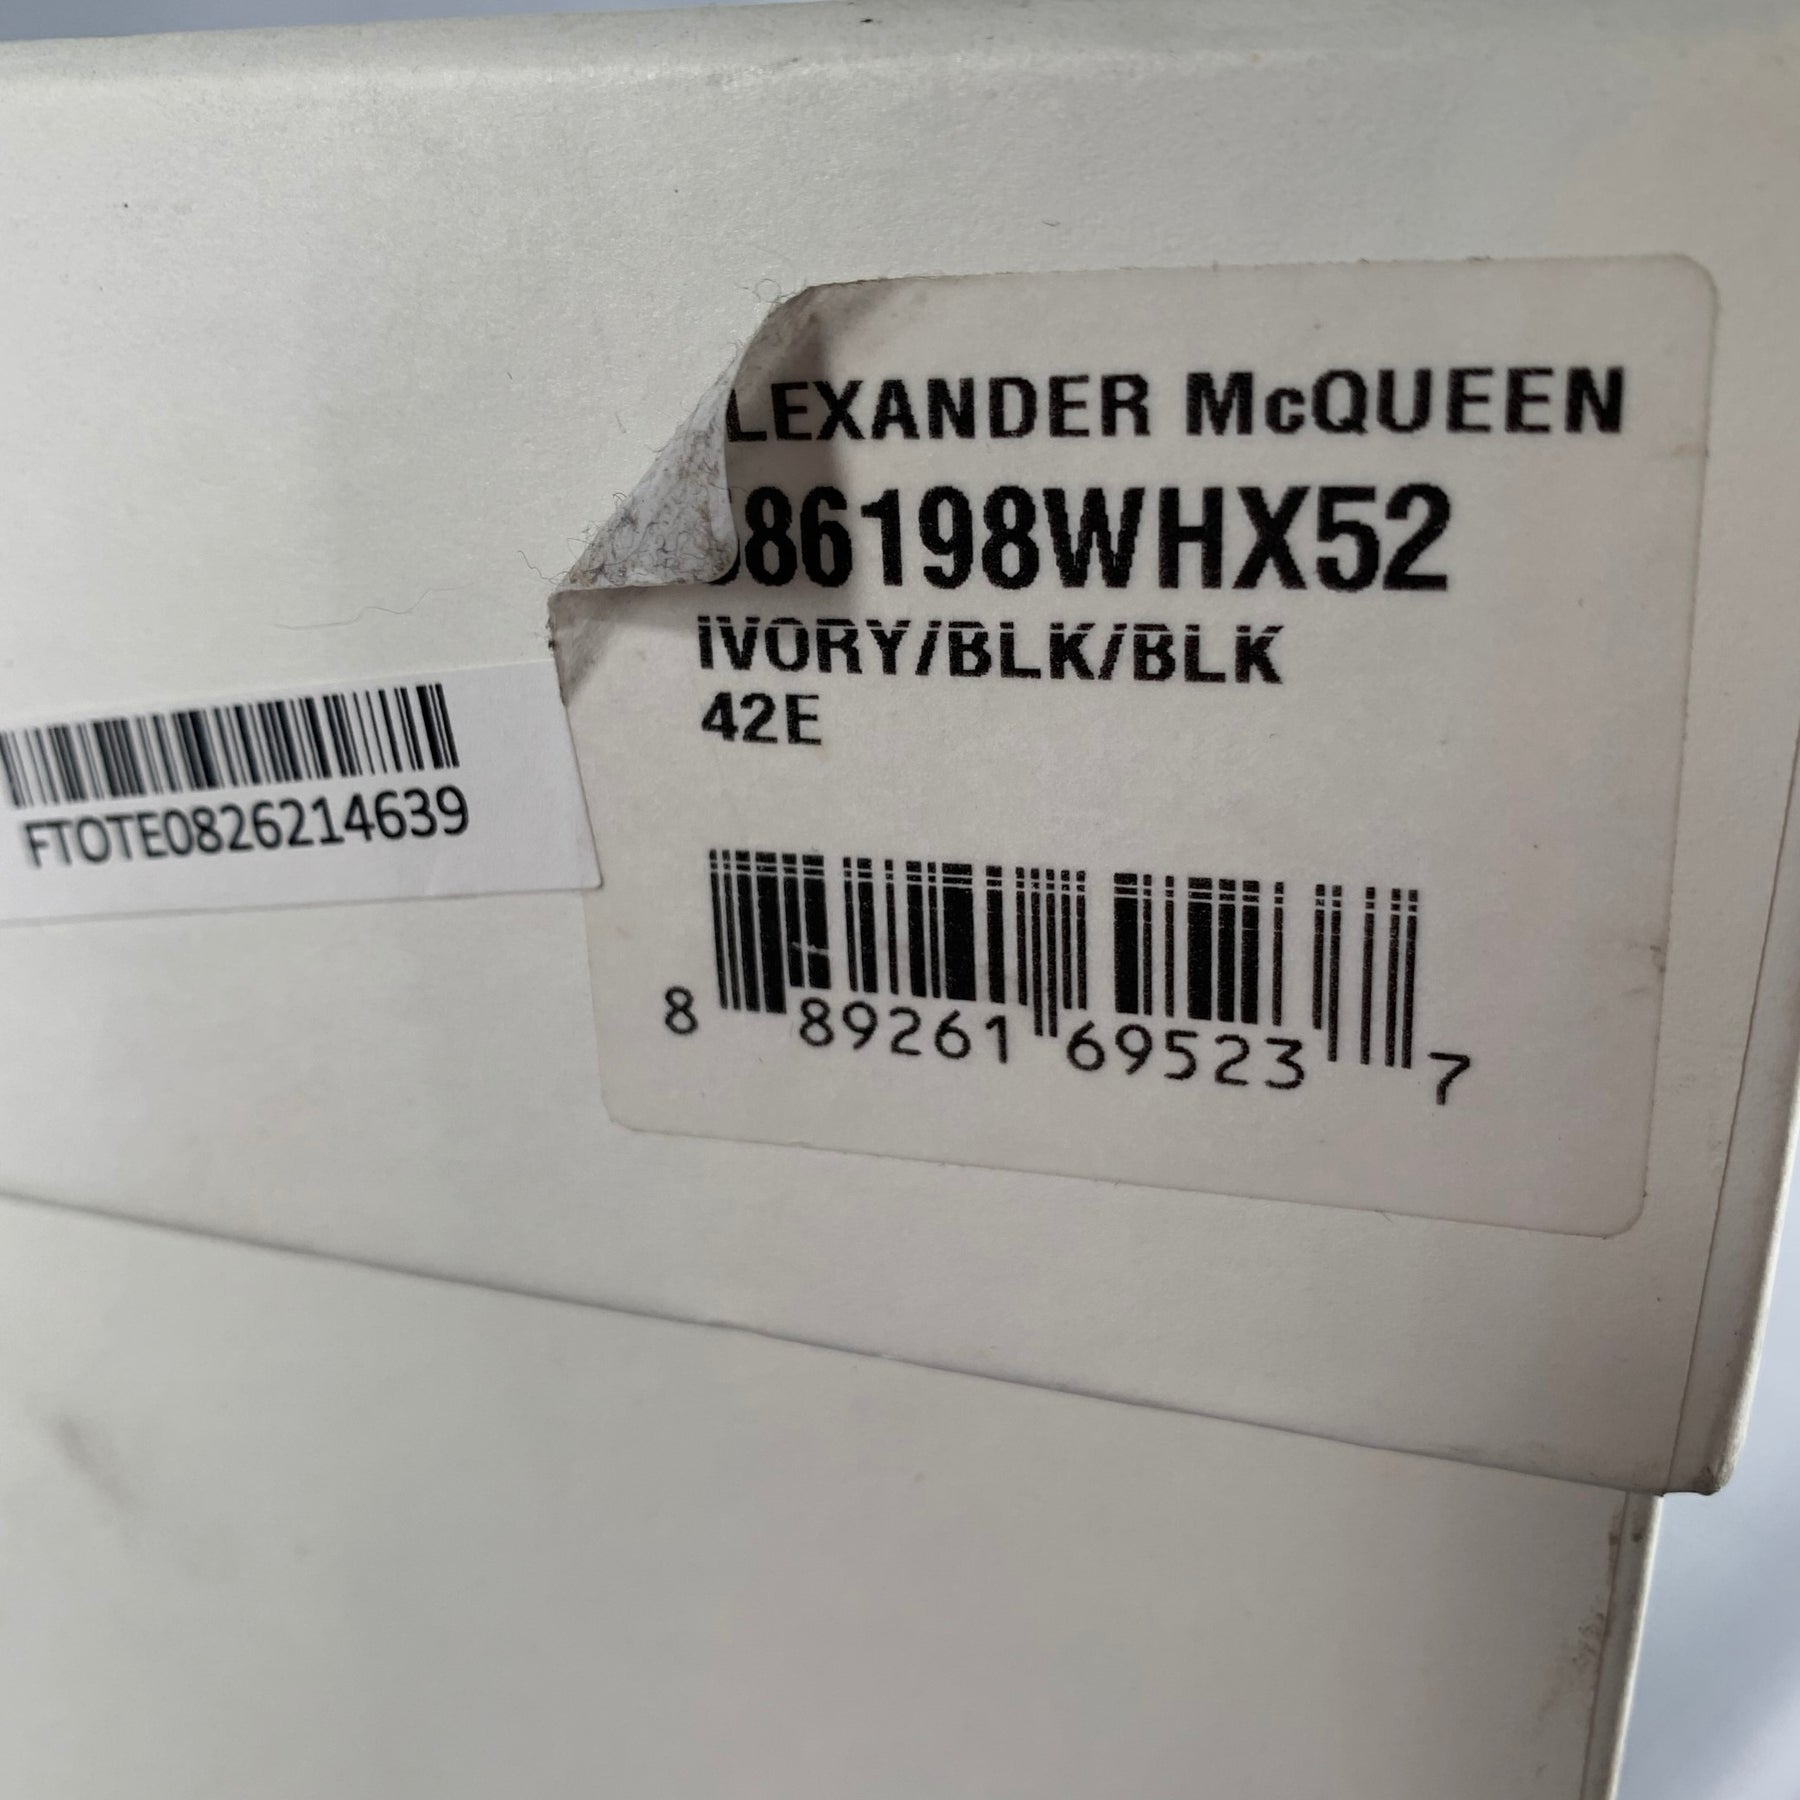 LEXANDER McQUEEN
86198WHX52
IVORY/BLK/BLK
42E
FTOTE0826214639
8 89261 69523 7